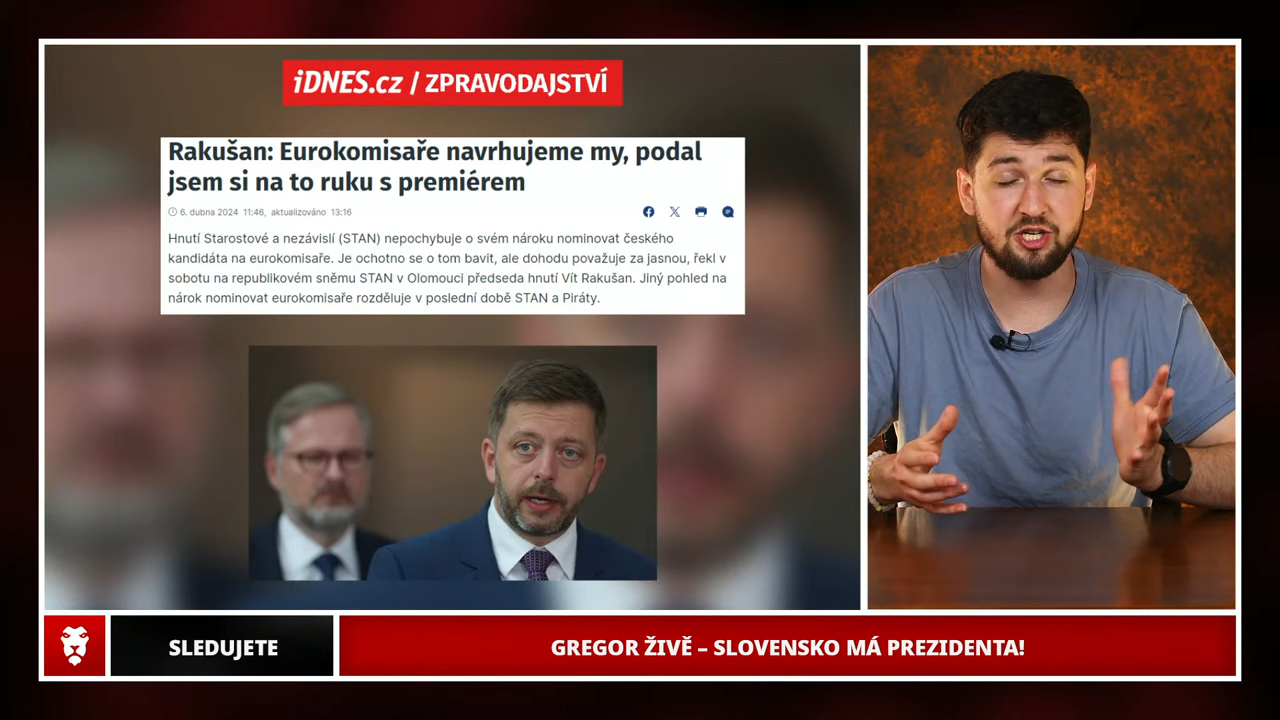 iDNES.cz / ZPRAVODAJSTVÍ
Rakušan: Eurokomisaře navrhujeme my, podal
jsem si na to ruku s premiérem
6. dubna 2024 11:46, aktualizováno 13:16
Hnutí Starostové a nezávislí (STAN) nepochybuje o svém nároku nominovat českého
kandidáta na eurokomisaře. Je ochotno se o tom bavit, ale dohodu považuje za jasnou, řekl v
sobotu na republikovém sněmu STAN v Olomouci předseda hnutí Vít Rakušan. Jiný pohled na
nárok nominovat eurokomisaře rozděluje v poslední době STAN a Piráty.
SLEDUJETE
GREGOR ŽIVĚ – SLOVENSKO MÁ PREZIDENTA!